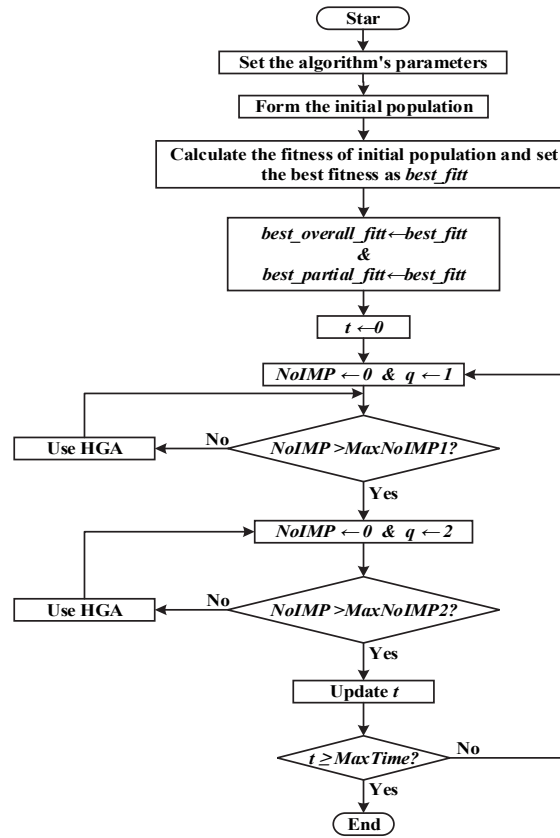 Star
Set the algorithm's parameters
Form the initial population
Calculate the fitness of initial population and set
the best fitness as best_fitt
best_overall_fitt←best_fitt
&
best_partial_fitt←best_fitt
t ←0
NoIMP ←0 & q ←1
NoIMP >MaxNoIMP1?
No
Use HGA
Yes
NoIMP ←0 & q ←2
NoIMP>MaxNoIMP2?
No
Use HGA
Yes
Update t
t ≥ MaxTime?
No
Yes
End